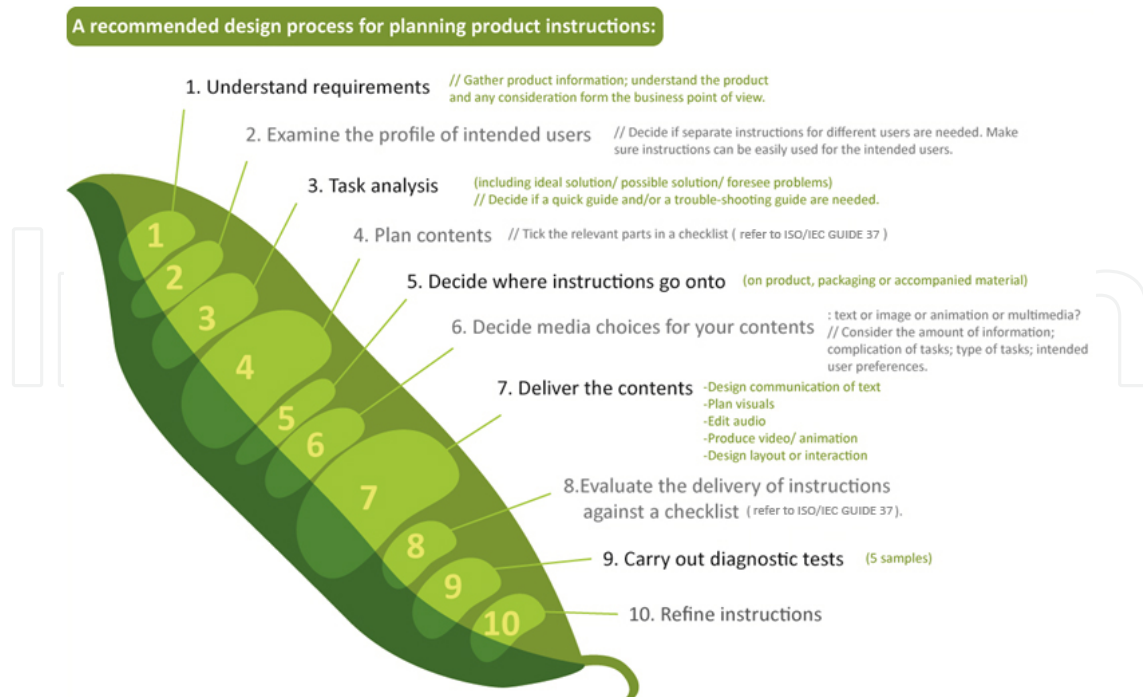 A recommended design process for planning product instructions:
1. Understand requirements
// Gather product information; understand the product
and any consideration form the business point of view.
2. Examine the profile of intended users
// Decide if separate instructions for different users are needed. Make
sure instructions can be easily used for the intended users.
3. Task analysis
(including ideal solution/ possible solution/ foresee problems)
// Decide if a quick guide and/or a trouble-shooting guide are needed.
4. Plan contents
// Tick the relevant parts in a checklist ( refer to ISO/IEC GUIDE 37 )
5. Decide where instructions go onto
(on product, packaging or accompanied material)
6. Decide media choices for your contents
: text or image or animation or multimedia?
// Consider the amount of information;
complication of tasks; type of tasks; intended
user preferences.
7. Deliver the contents
-Design communication of text
-Plan visuals
-Edit audio
-Produce video/ animation
-Design layout or interaction
8.Evaluate the delivery of instructions
against a checklist ( refer to ISO/IEC GUIDE 37 ).
9. Carry out diagnostic tests
(5 samples)
10. Refine instructions
1
2
3
4
5
6
7
8
9
10